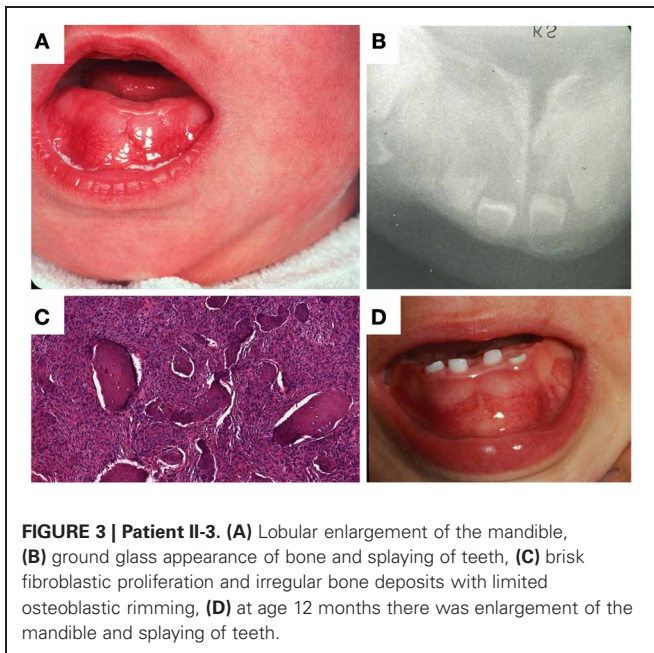 A
B
K2
C
D
FIGURE 3 | Patient II-3. (A) Lobular enlargement of the mandible,
(B) ground glass appearance of bone and splaying of teeth, (C) brisk
fibroblastic proliferation and irregular bone deposits with limited
osteoblastic rimming, (D) at age 12 months there was enlargement of the
mandible and splaying of teeth.